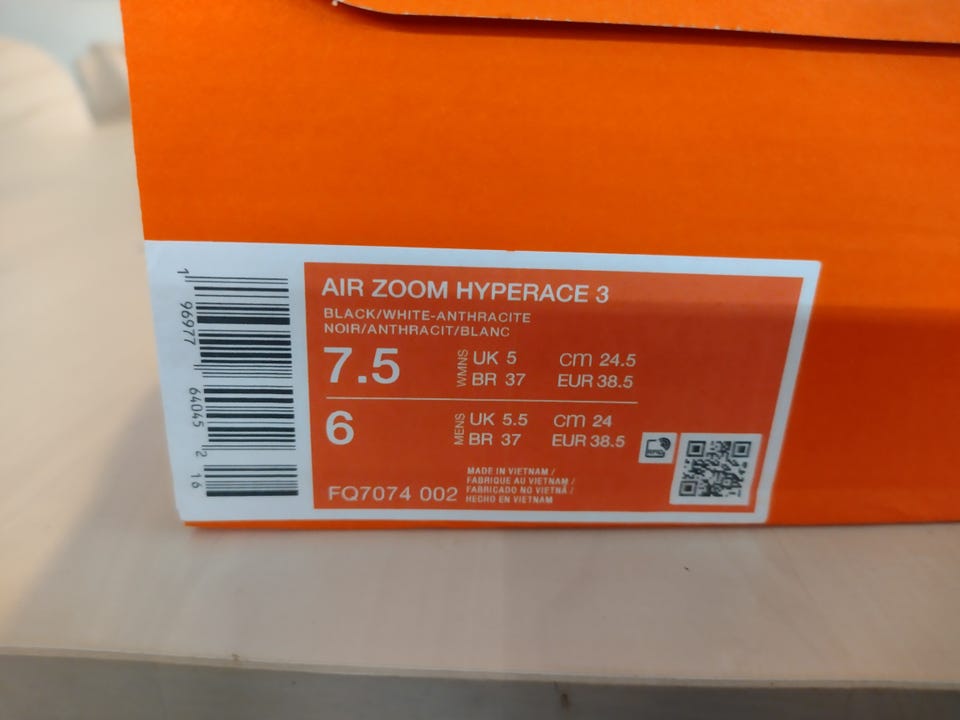 AIR ZOOM HYPERACE 3
BLACK/WHITE-ANTHRACITE
NOIR/ANTHRACIT/BLANC
7.5 WMNS UK 5 cm 24.5
BR 37 EUR 38.5
6 MENS UK 5.5 cm 24
BR 37 EUR 38.5
FQ7074 002
MADE IN VIETNAM /
FABRIQUE AU VIETNAM /
FABRICADO NO VIETNÃ /
HECHO EN VIETNAM
RFID
1 96977 64045 2 16